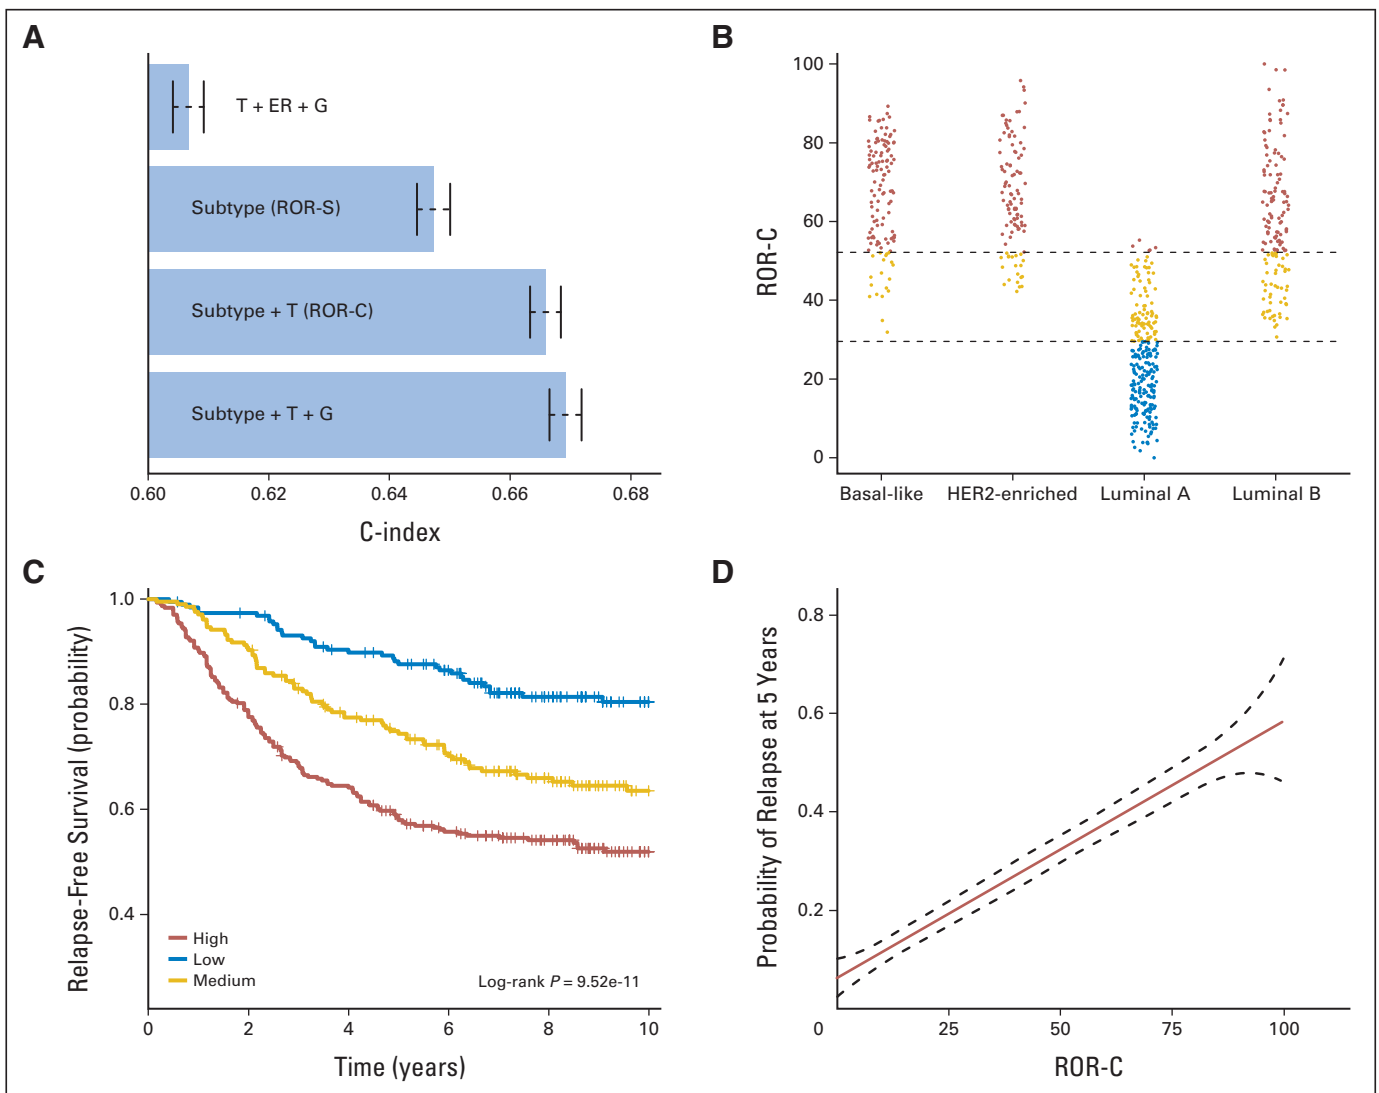 A
T + ER + G
Subtype (ROR-S)
Subtype + T (ROR-C)
Subtype + T + G
0.60 0.62 0.64 0.66 0.68
C-index
B
ROR-C
100
80
60
40
20
0
Basal-like HER2-enriched Luminal A Luminal B
C
Relapse-Free Survival (probability)
1.0
0.8
0.6
0.4
High
Low
Medium
Log-rank P = 9.52e-11
0 2 4 6 8 10
Time (years)
D
Probability of Relapse at 5 Years
0.8
0.6
0.4
0.2
0 25 50 75 100
ROR-C